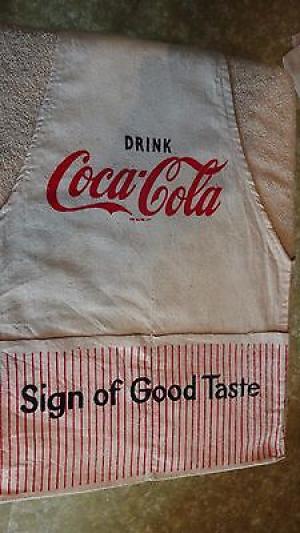 DRINK
Coca-Cola
Sign of Good Taste